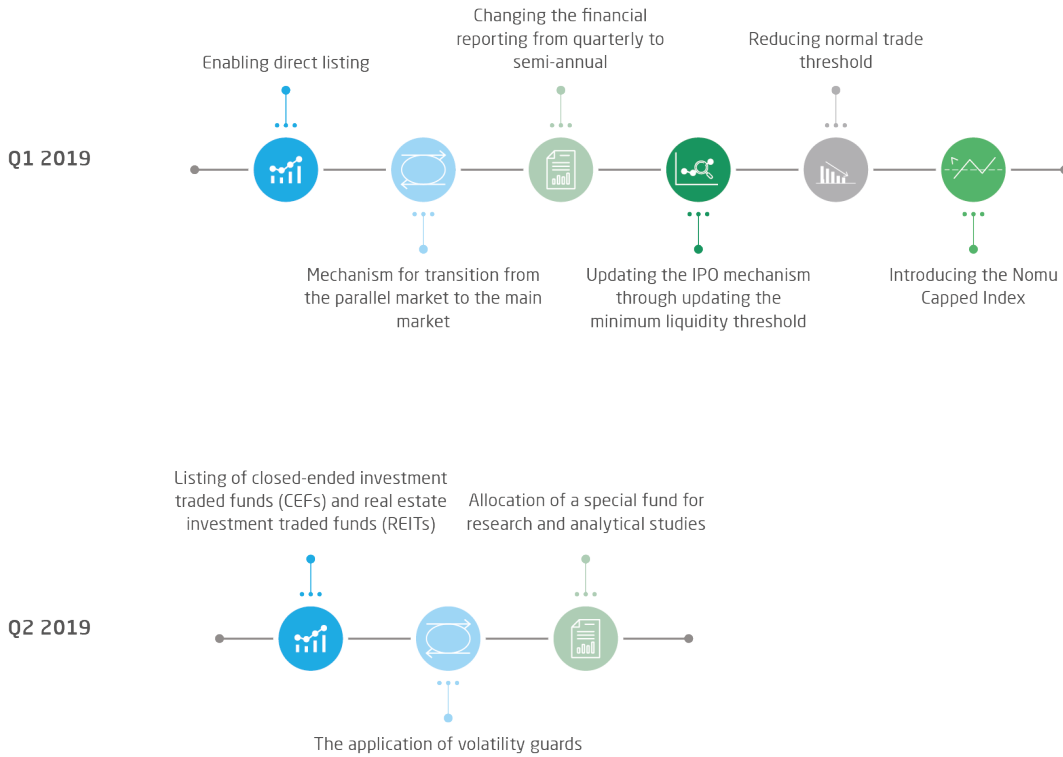 Q1 2019
Enabling direct listing
Mechanism for transition from
the parallel market to the main
market
Changing the financial
reporting from quarterly to
semi-annual
Updating the IPO mechanism
through updating the
minimum liquidity threshold
Reducing normal trade
threshold
Introducing the Nomu
Capped Index
Q2 2019
Listing of closed-ended investment
traded funds (CEFs) and real estate
investment traded funds (REITs)
The application of volatility guards
Allocation of a special fund for
research and analytical studies